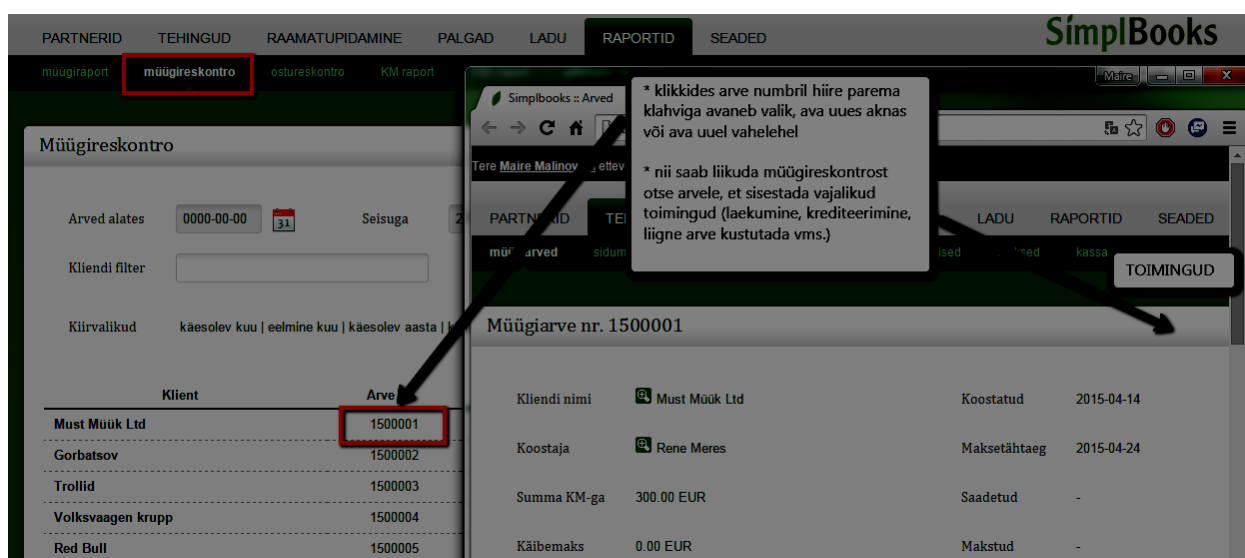 SimplBooks
PARTNERID TEHINGUD RAAMATUPIDAMINE PALGAD LADU RAPORTID SEADED
müügiraport müügireskontro ostureskontro KM raport
Müügireskontro
Arved alates 0000-00-00 31 Seisuga 2
Kliendi filter
Kiirvalikud käesolev kuu | eelmine kuu | käesolev aasta |
Klient Arve
Must Müük Ltd 1500001
Gorbatsov 1500002
Trollid 1500003
Volksvaagen krupp 1500004
Red Bull 1500005
Maire
Simplbooks :: Arved
Tere Maire Malinov
* klikkides arve numbril hiire parema
klahviga avaneb valik, ava uues aknas
või ava uuel vahelehel
* nii saab liikuda müügireskontrost
otse arvele, et sisestada vajalikud
toimingud (laekumine, krediteerimine,
liigne arve kustutada vms.)
PARTNERID TE LADU RAPORTID SEADED
arved sidum kassa
TOIMINGUD
Müügiarve nr. 1500001
Kliendi nimi Must Müük Ltd Koostatud 2015-04-14
Koostaja Rene Meres Maksetähtaeg 2015-04-24
Summa KM-ga 300.00 EUR Saadetud -
Käibemaks 0.00 EUR Makstud -